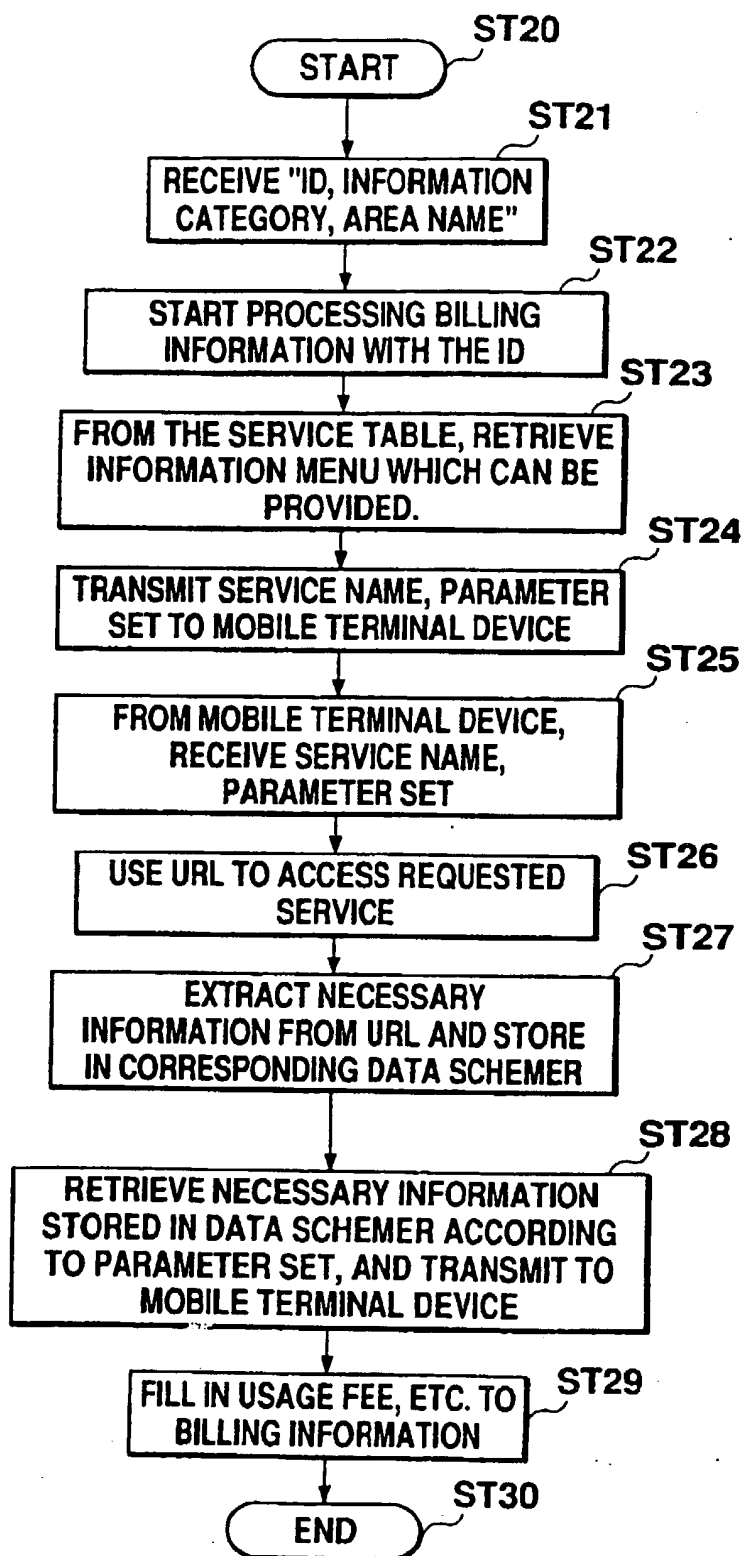 ST20
START
ST21
RECEIVE "ID, INFORMATION
CATEGORY, AREA NAME"
ST22
START PROCESSING BILLING
INFORMATION WITH THE ID
ST23
FROM THE SERVICE TABLE, RETRIEVE
INFORMATION MENU WHICH CAN BE
PROVIDED.
ST24
TRANSMIT SERVICE NAME, PARAMETER
SET TO MOBILE TERMINAL DEVICE
ST25
FROM MOBILE TERMINAL DEVICE,
RECEIVE SERVICE NAME,
PARAMETER SET
ST26
USE URL TO ACCESS REQUESTED
SERVICE
ST27
EXTRACT NECESSARY
INFORMATION FROM URL AND STORE
IN CORRESPONDING DATA SCHEMER
ST28
RETRIEVE NECESSARY INFORMATION
STORED IN DATA SCHEMER ACCORDING
TO PARAMETER SET, AND TRANSMIT TO
MOBILE TERMINAL DEVICE
ST29
FILL IN USAGE FEE, ETC. TO
BILLING INFORMATION
ST30
END